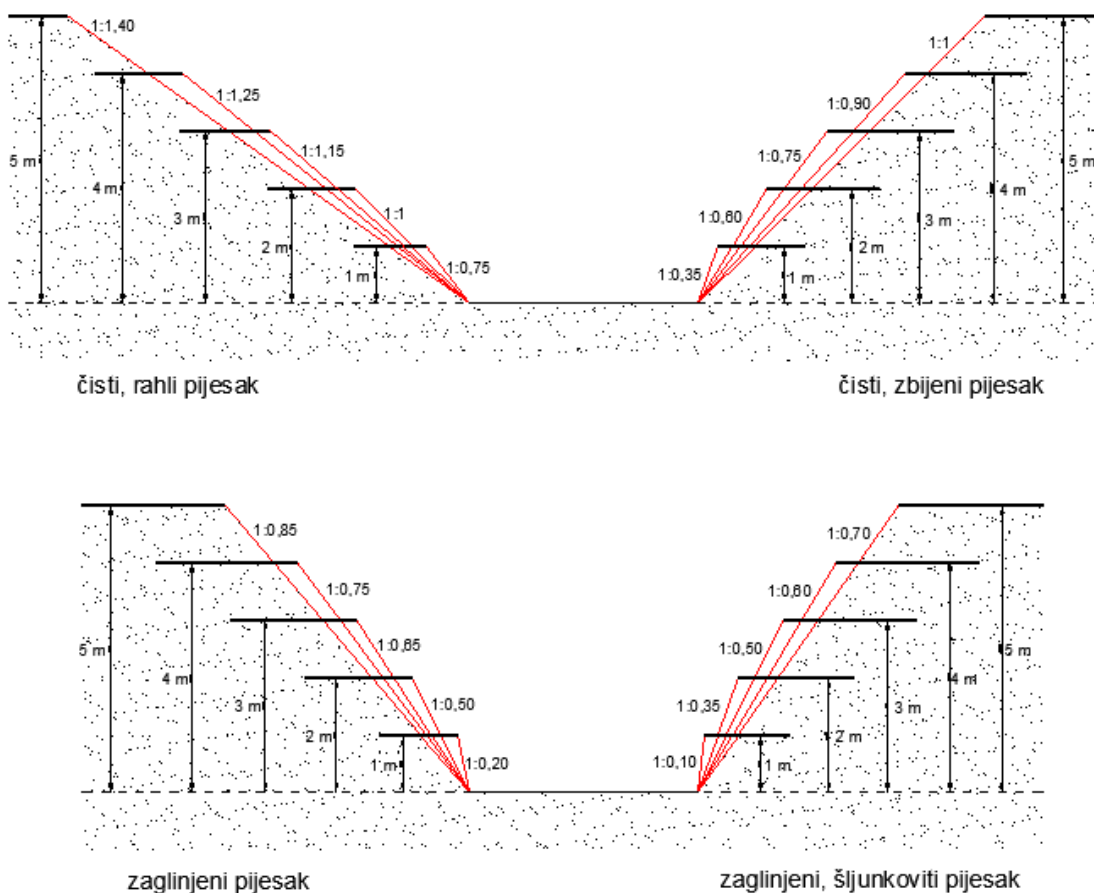 1:1,40
1:1,25
1:1,15
1:1
1:0,75
5 m
4 m
3 m
2 m
1 m
1:1
1:0,90
1:0,75
1:0,60
1:0,35
1 m
2 m
3 m
4 m
5 m
čisti, rahli pijesak
čisti, zbijeni pijesak
1:0,85
1:0,75
1:0,65
1:0,50
1:0,20
5 m
4 m
3 m
2 m
1 m
1:0,70
1:0,60
1:0,50
1:0,35
1:0,10
1 m
2 m
3 m
4 m
5 m
zaglinjeni pijesak
zaglinjeni, šljunkoviti pijesak